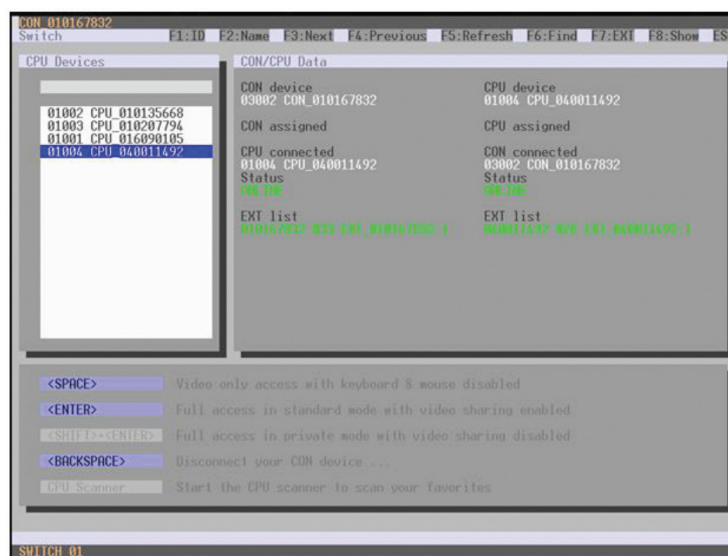 CON 010167832
Switch F1:ID F2:Name F3:Next F4:Previous F5:Refresh F6:Find F7:EXT F8:Show ES
CPU Devices
01002 CPU_010135668
01003 CPU_010207794
01001 CPU_016090105
01004 CPU_040011492
CON/CPU Data
CON device CPU device
03002 CON_010167832 01004 CPU_040011492
CON assigned CPU assigned
CPU connected CON connected
01004 CPU_040011492 03002 CON_010167832
Status Status
ONLINE ONLINE
EXT list EXT list
<SPACE> Video only access with keyboard & mouse disabled
<ENTER> Full access in standard mode with video sharing enabled
<SHIFT>+<ENTER> Full access in private mode with video sharing disabled
<BACKSPACE> Disconnect your CON device ...
CPU Scanner Start the CPU scanner to scan your favorites
SWITCH_01